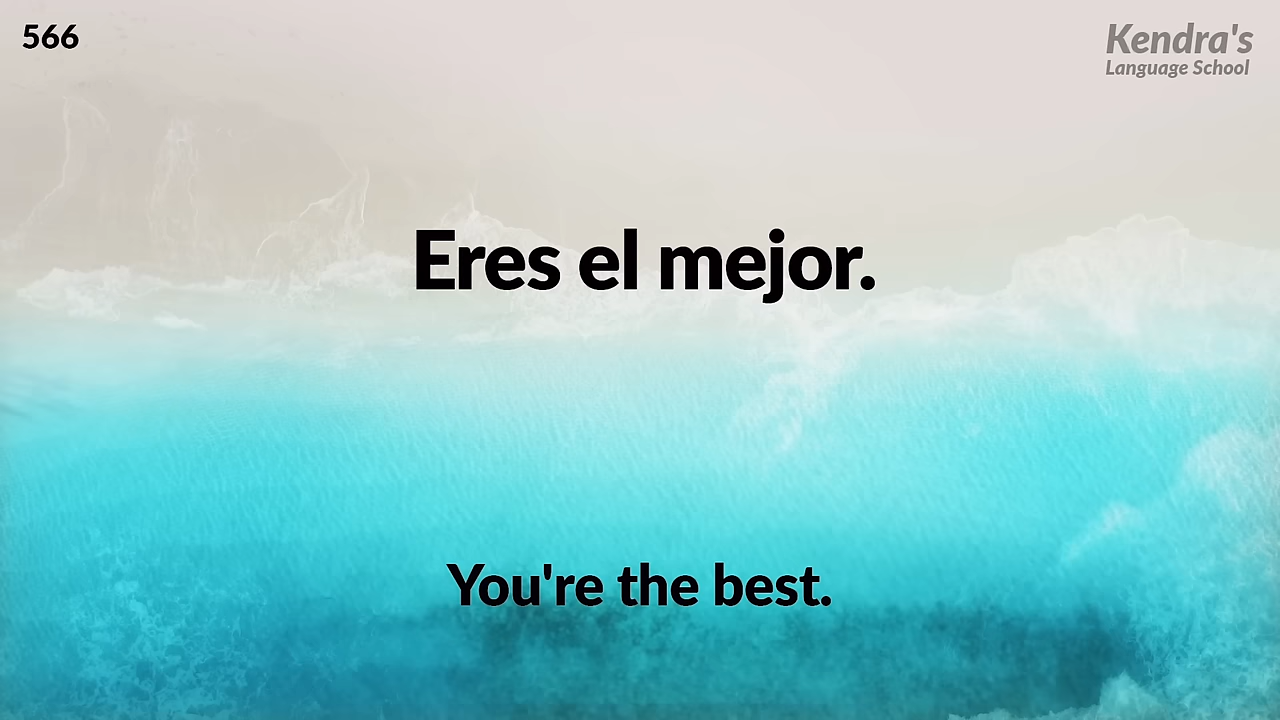 566
Kendra's
Language School
Eres el mejor.
You're the best.